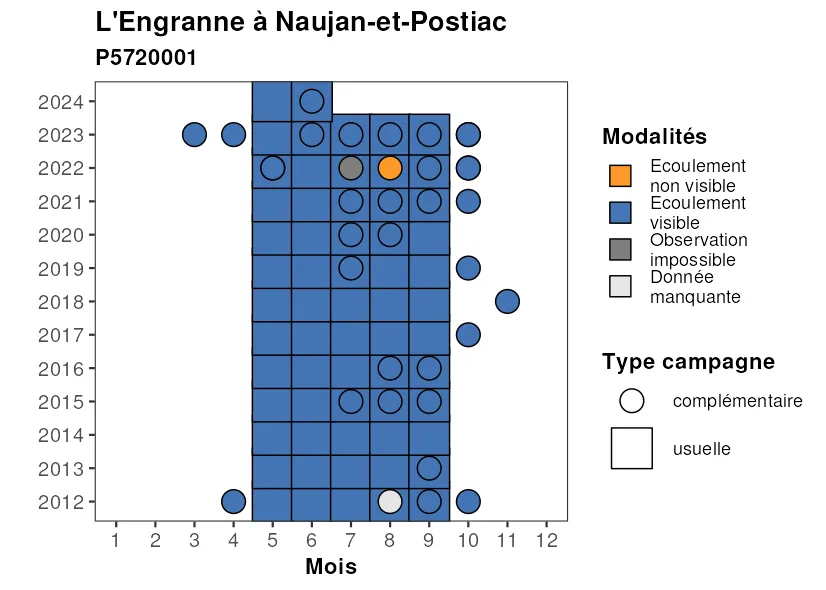 L'Engranne à Naujan-et-Postiac
P5720001
2024
2023
2022
2021
2020
2019
2018
2017
2016
2015
2014
2013
2012
1 2 3 4 5 6 7 8 9 10 11 12
Mois
Modalités
Ecoulement
non visible
Ecoulement
visible
Observation
impossible
Donnée
manquante
Type campagne
complémentaire
usuelle